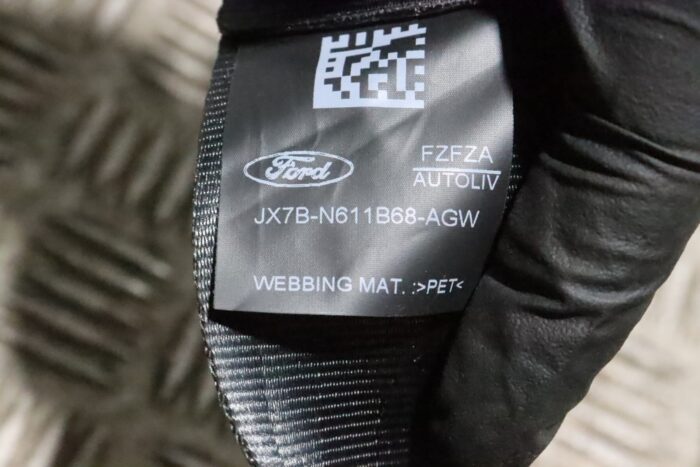 Ford
FZFZA
AUTOLIV
JX7B-N611B68-AGW
WEBBING MAT. :>PET<